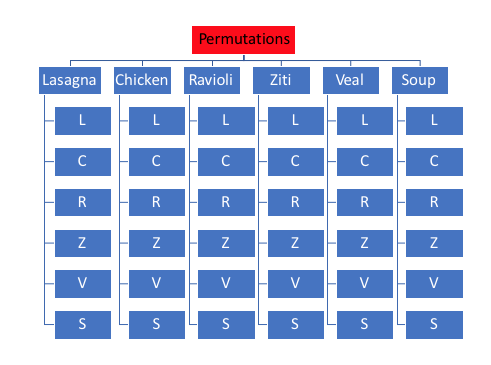 Permutations
Lasagna Chicken Ravioli Ziti Veal Soup
L L L L L L
C C C C C C
R R R R R R
Z Z Z Z Z Z
V V V V V V
S S S S S S